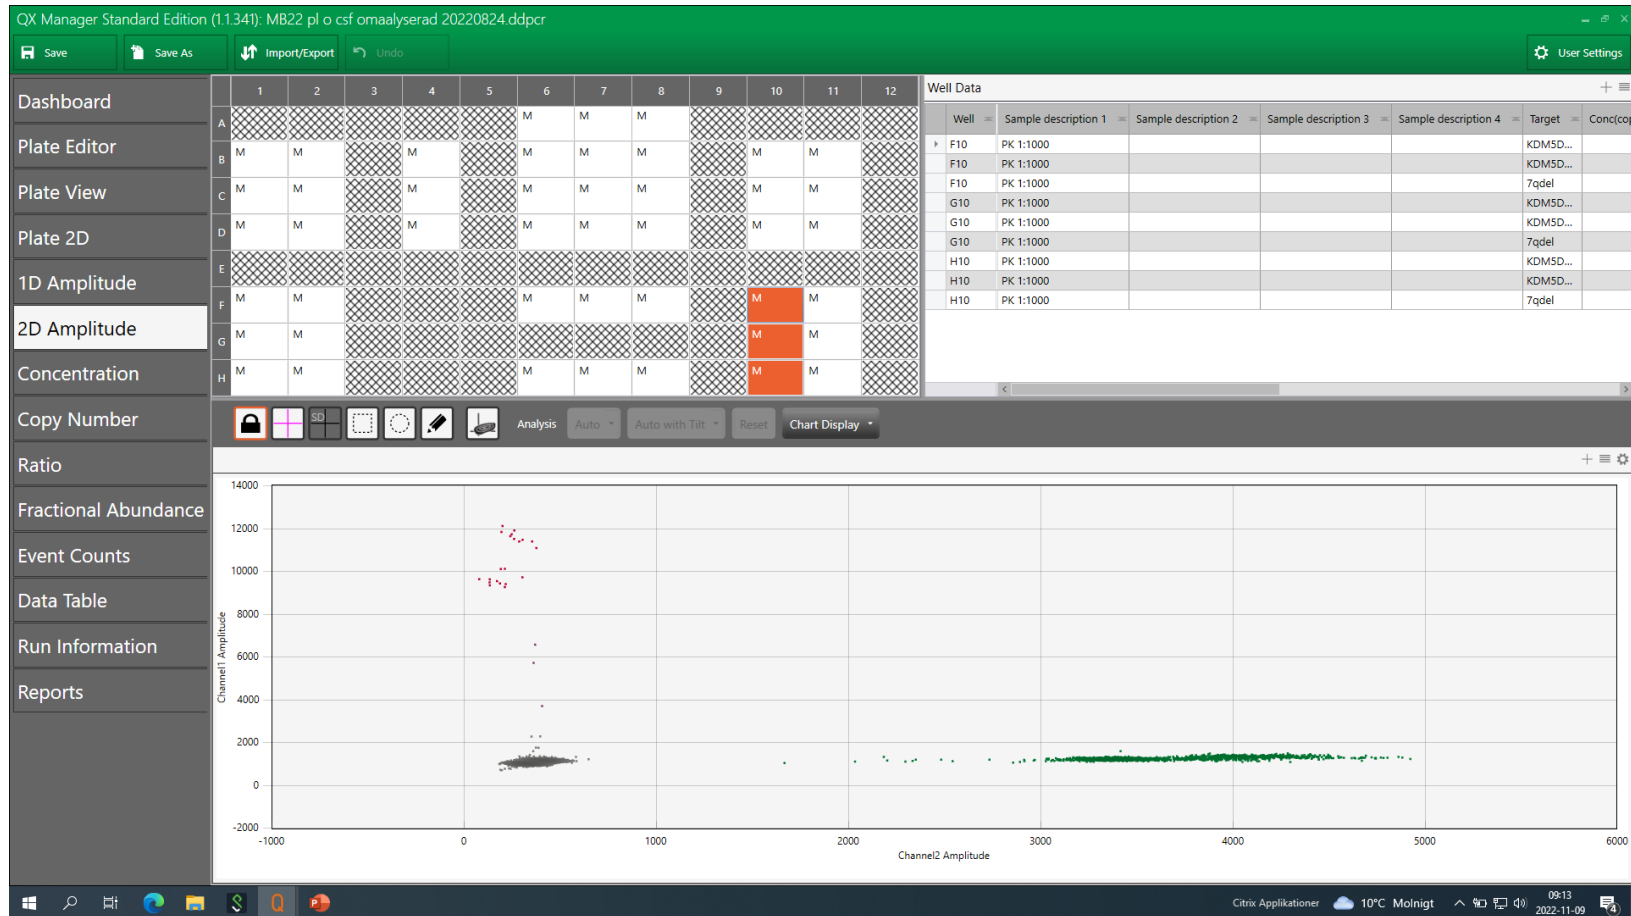 QX Manager Standard Edition (1.1.341): MB22 pl o csf omaalyserad 20220824.ddpcr
Save
Save As
Import/Export
Undo
User Settings
Dashboard
Plate Editor
Plate View
Plate 2D
1D Amplitude
2D Amplitude
Concentration
Copy Number
Ratio
Fractional Abundance
Event Counts
Data Table
Run Information
Reports
1 2 3 4 5 6 7 8 9 10 11 12
A M M M
B M M M M M M M M
C M M M M M M M M
D M M M M M M M M
E
F M M M M M M M
G M M M M
H M M M M M M M
Well Data
Well Sample description 1 Sample description 2 Sample description 3 Sample description 4 Target Conc(cop
F10 PK 1:1000 KDM5D...
F10 PK 1:1000 KDM5D...
F10 PK 1:1000 7qdel
G10 PK 1:1000 KDM5D...
G10 PK 1:1000 KDM5D...
G10 PK 1:1000 7qdel
H10 PK 1:1000 KDM5D...
H10 PK 1:1000 KDM5D...
H10 PK 1:1000 7qdel
SD
Analysis
Auto
Auto with Tilt
Reset
Chart Display
14000
12000
10000
8000
6000
4000
2000
0
-2000
Channel1 Amplitude
-1000 0 1000 2000 3000 4000 5000 6000
Channel2 Amplitude
Citrix Applikationer
10°C Molnigt
09:13
2022-11-09
4